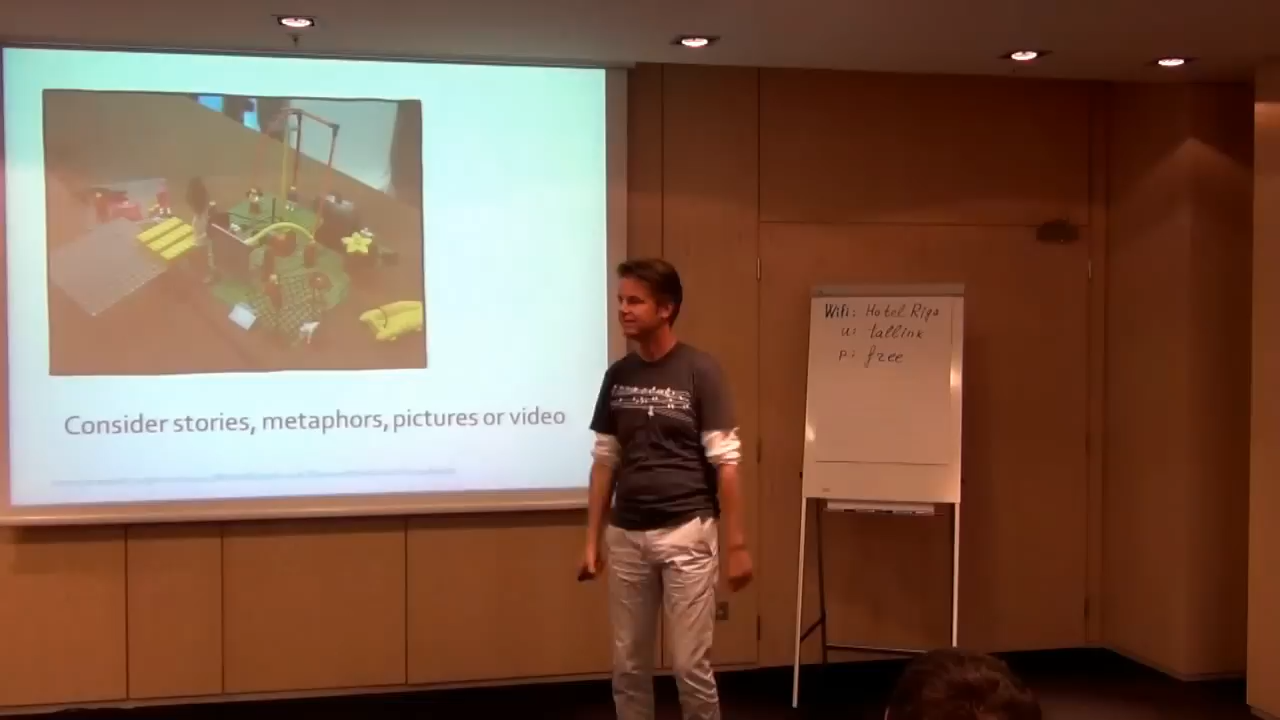 Consider stories, metaphors, pictures or video
Wifi: Hotel Riga
u: tallink
p: free